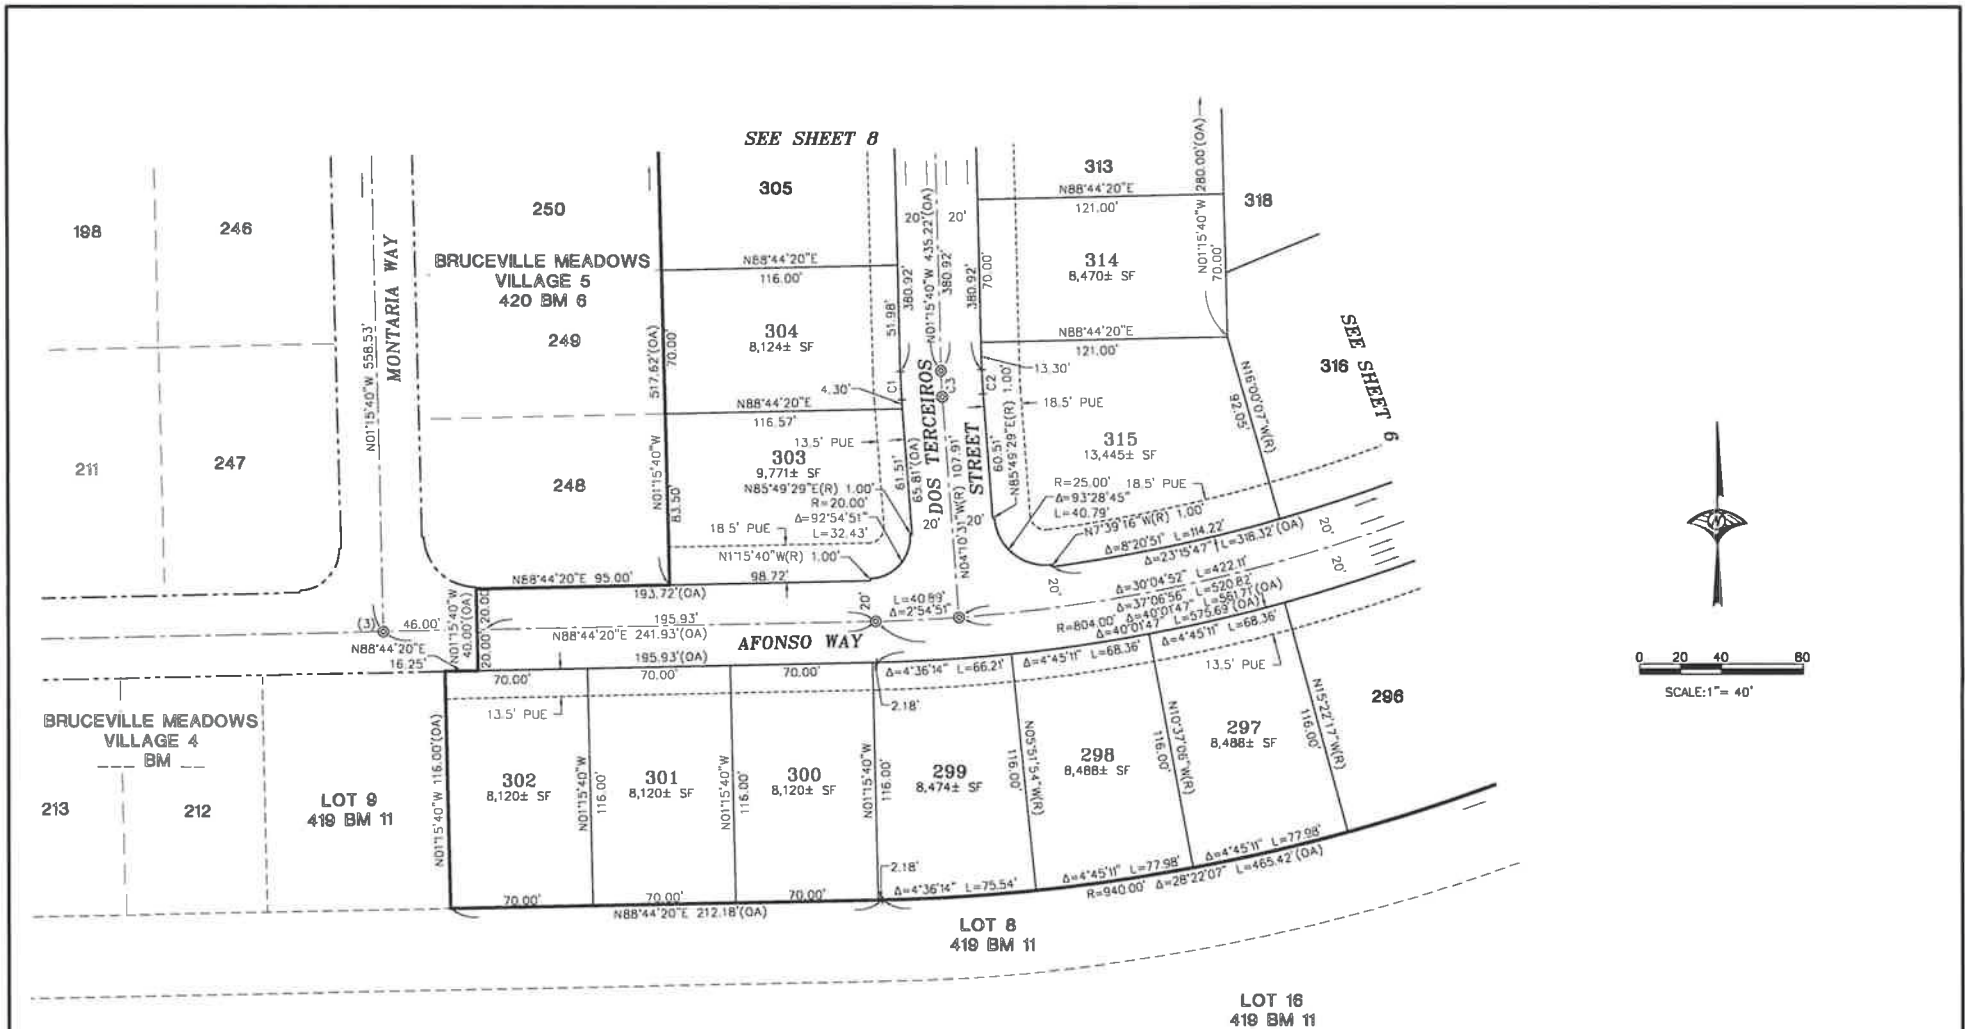 SEE SHEET 8
198
246
250
305
313
318
BRUCEVILLE MEADOWS
VILLAGE 5
420 BM 6
MONTARIA WAY
N01°15'40"W 558.53'
N88°44'20"E
121.00'
N01°15'40"W 280.00'(OA)
70.00'
20'
20'
N01°15'40"W 435.22'(OA)
380.92'
380.92'
380.92'
70.00'
N88°44'20"E
116.00'
314
8,470± SF
249
304
8,124± SF
51.98'
517.62'(OA)
70.00'
N88°44'20"E
121.00'
SEE SHEET 6
316
C1
C3
C2
4.30'
13.30'
N88°44'20"E
116.57'
18.5' PUE
N16°00'07"W(R)
92.05'
13.5' PUE
211
247
248
303
9,771± SF
N01°15'40"W
83.50'
61.51'
65.81'(OA)
DOS TERCEIROS
STREET
N04°10'31"W(R) 107.91'
60.51'
N85°49'29"E(R) 1.00'
315
13,445± SF
N85°49'29"E(R) 1.00'
R=20.00'
Δ=92°54'51"
L=32.43'
R=25.00'
Δ=93°28'45"
L=40.79'
18.5' PUE
18.5' PUE
N7°39'16"W(R) 1.00'
N1°15'40"W(R) 1.00'
20'
20'
Δ=8°20'51" L=114.22'
Δ=23°15'47" L=318.32'(OA)
20'
20'
N88°44'20"E 95.00'
98.72'
193.72'(OA)
20'
L=40.89'
Δ=2°54'51"
20'
Δ=30°04'52" L=422.11'
Δ=37°06'56" L=520.82'
Δ=40°01'47" L=561.71'(OA)
R=804.00' Δ=40°01'47" L=575.69'(OA)
(3)
46.00'
N01°15'40"W
40.00'(OA)
20.00'
20.00'
195.93'
N88°44'20"E 241.93'(OA)
AFONSO WAY
N88°44'20"E
16.25'
195.93'(OA)
70.00'
70.00'
70.00'
Δ=4°36'14" L=66.21'
Δ=4°45'11" L=68.36'
Δ=4°45'11" L=68.36'
13.5' PUE
13.5' PUE
2.18'
BRUCEVILLE MEADOWS
VILLAGE 4
___ BM ___
213
212
LOT 9
419 BM 11
N01°15'40"W 116.00'(OA)
302
8,120± SF
N01°15'40"W
116.00'
301
8,120± SF
N01°15'40"W
116.00'
300
8,120± SF
N01°15'40"W
116.00'
299
8,474± SF
N05°51'54"W(R)
116.00'
298
8,488± SF
N10°37'06"W(R)
116.00'
297
8,488± SF
N15°22'17"W(R)
116.00'
296
2.18'
70.00'
70.00'
70.00'
N88°44'20"E 212.18'(OA)
Δ=4°36'14" L=75.54'
Δ=4°45'11" L=77.98'
Δ=4°45'11" L=77.98'
R=940.00' Δ=28°22'07" L=465.42'(OA)
LOT 8
419 BM 11
LOT 16
419 BM 11
N
0 20 40 80
SCALE:1"= 40'